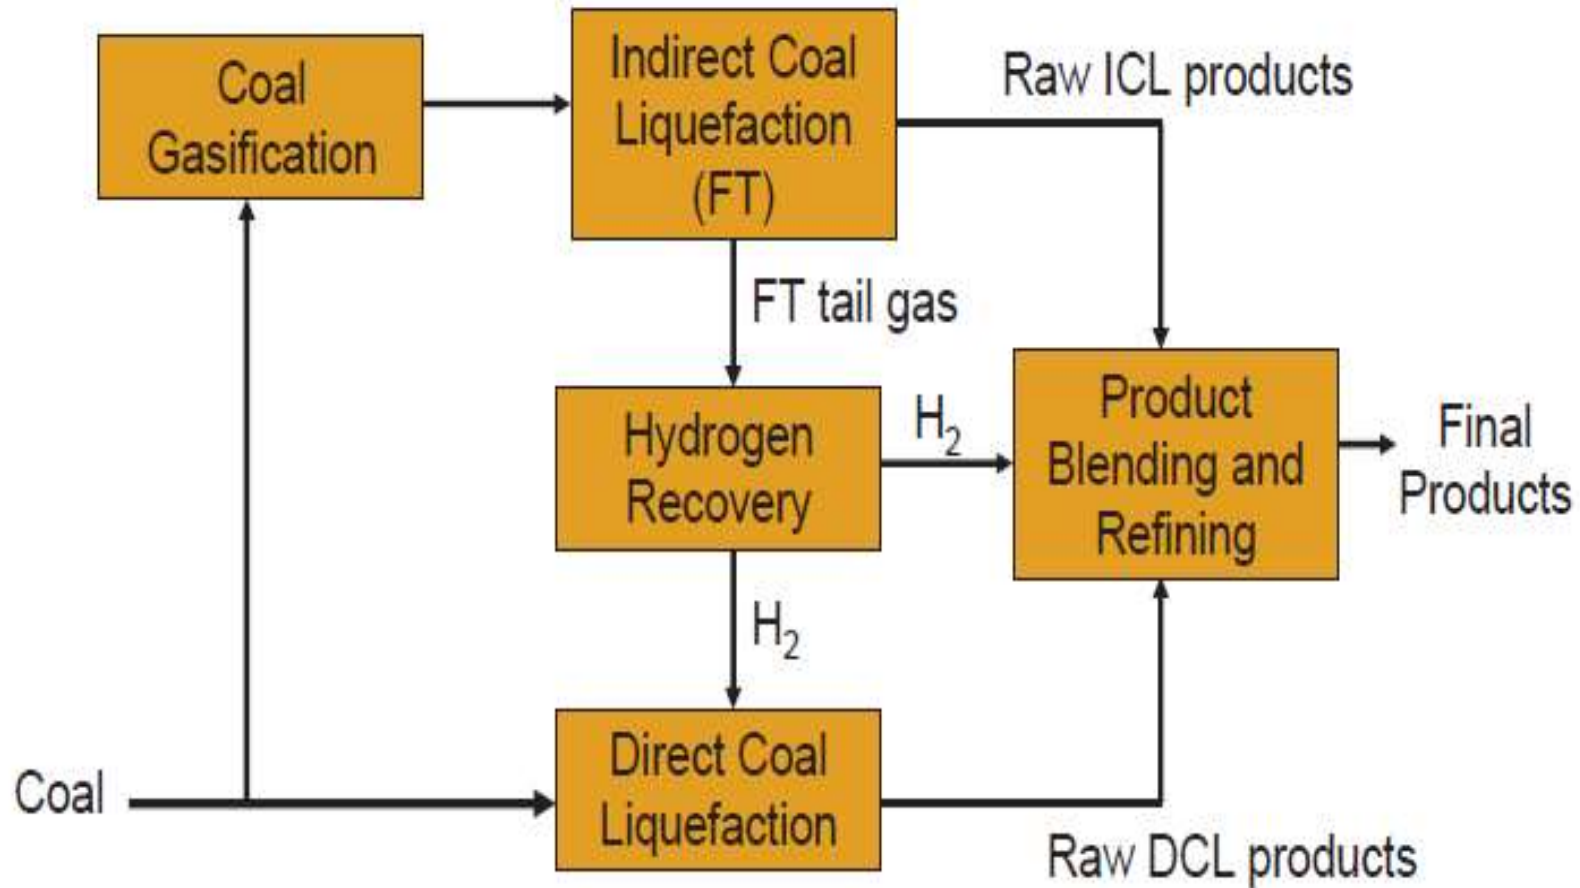 Coal
Gasification
Indirect Coal
Liquefaction
(FT)
Raw ICL products
FT tail gas
Hydrogen
Recovery
H2
Product
Blending and
Refining
Final
Products
H2
Coal
Direct Coal
Liquefaction
Raw DCL products